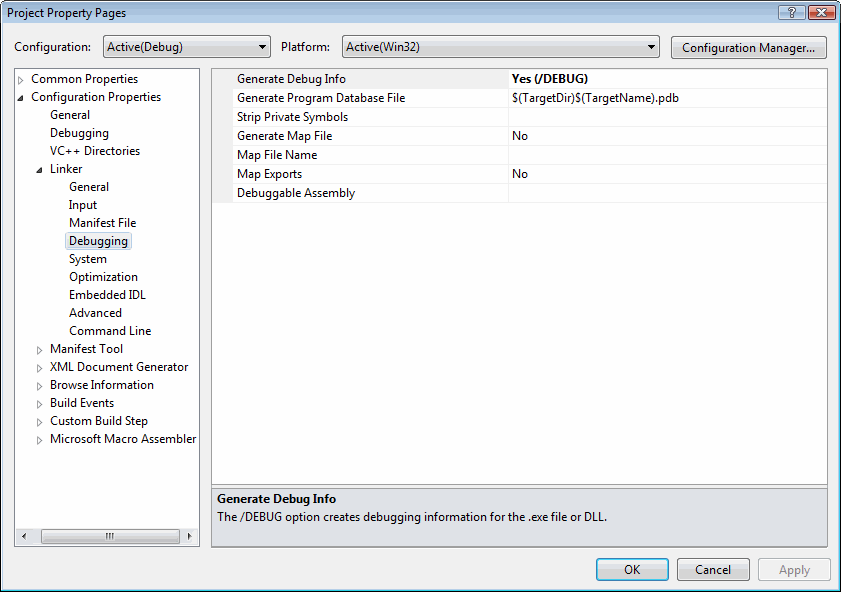 Project Property Pages
Configuration: Active(Debug) Platform: Active(Win32) Configuration Manager...
Common Properties
Configuration Properties
General
Debugging
VC++ Directories
Linker
General
Input
Manifest File
Debugging
System
Optimization
Embedded IDL
Advanced
Command Line
Manifest Tool
XML Document Generator
Browse Information
Build Events
Custom Build Step
Microsoft Macro Assembler
Generate Debug Info Yes (/DEBUG)
Generate Program Database File $(TargetDir)$(TargetName).pdb
Strip Private Symbols
Generate Map File No
Map File Name
Map Exports No
Debuggable Assembly
Generate Debug Info
The /DEBUG option creates debugging information for the .exe file or DLL.
OK Cancel Apply